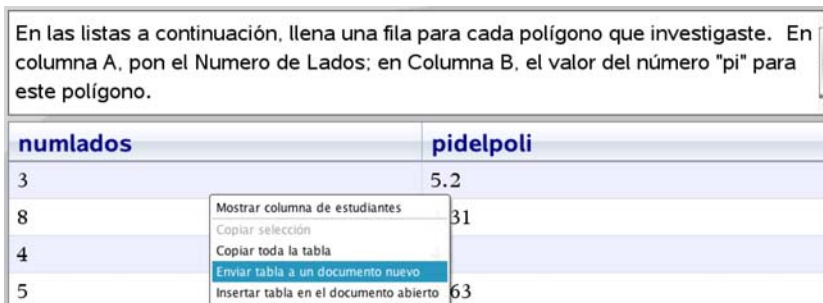 En las listas a continuación, llena una fila para cada polígono que investigaste. En
columna A, pon el Numero de Lados; en Columna B, el valor del número "pi" para
este polígono.
numlados pidelpoli
3 5.2
Mostrar columna de estudiantes
8 31
Copiar selección
4 Copiar toda la tabla
Enviar tabla a un documento nuevo
5 Insertar tabla en el documento abierto 63